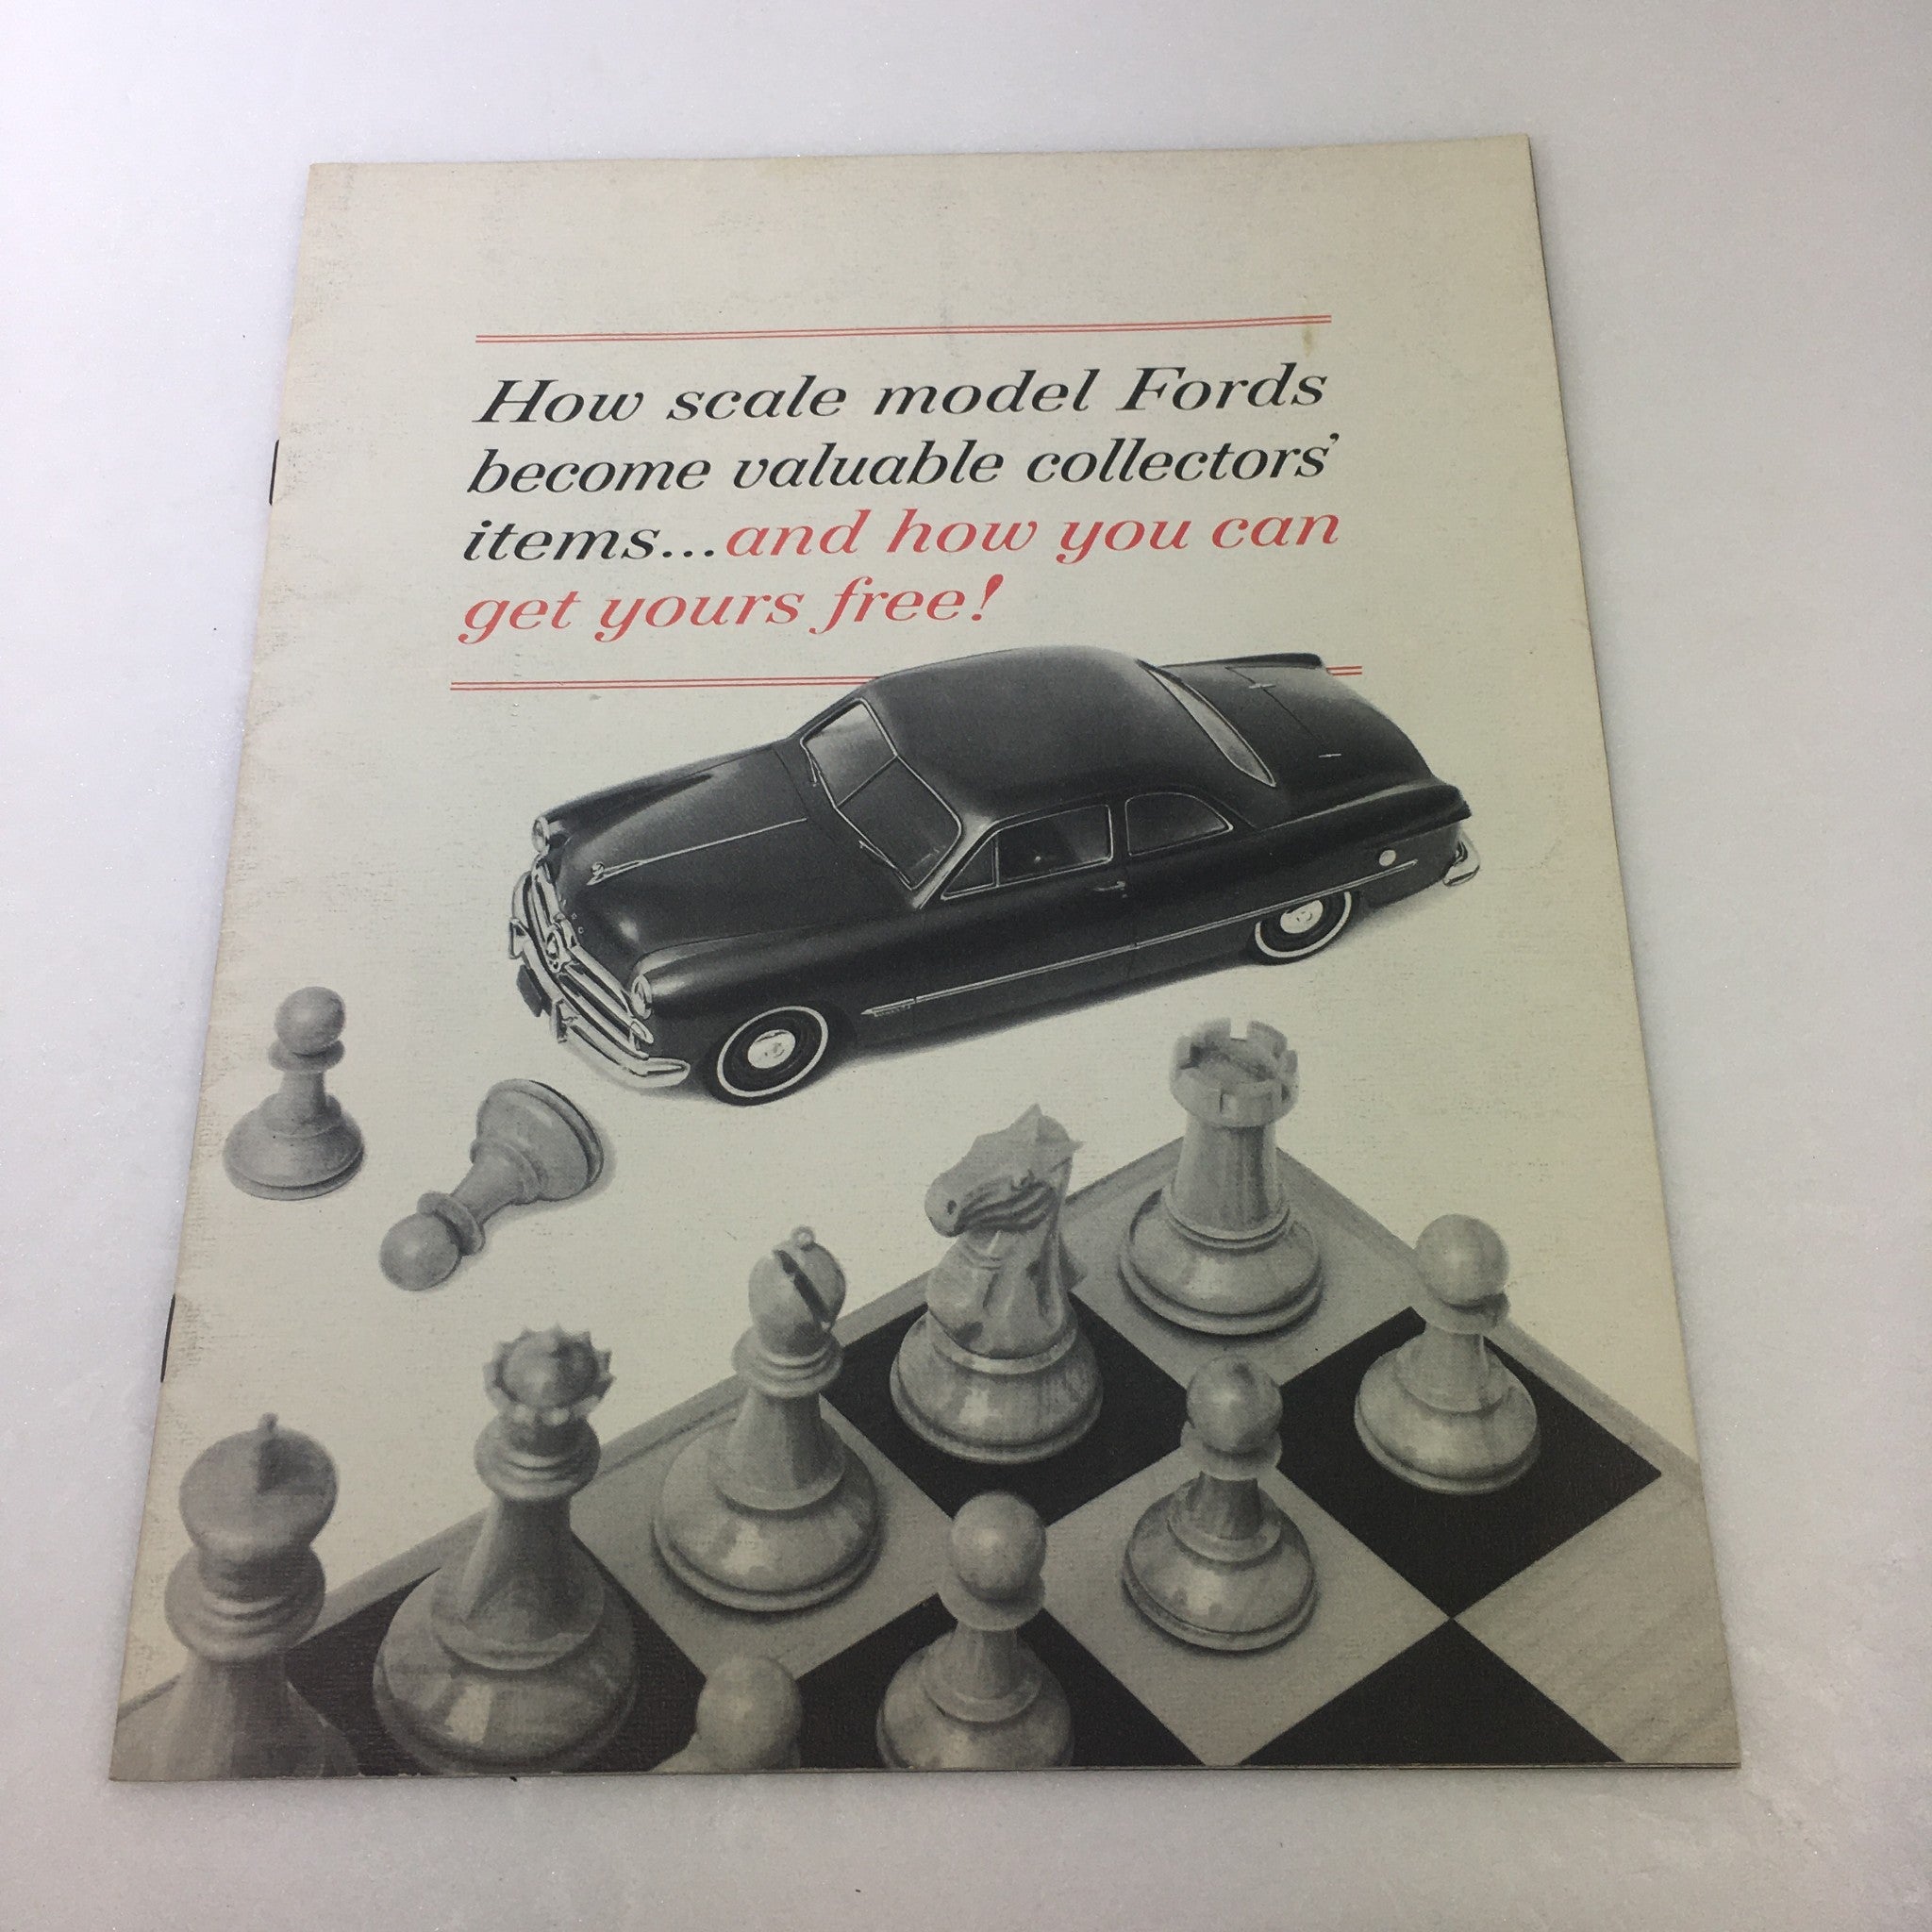 How scale model Fords
become valuable collectors'
items...and how you can
get yours free!